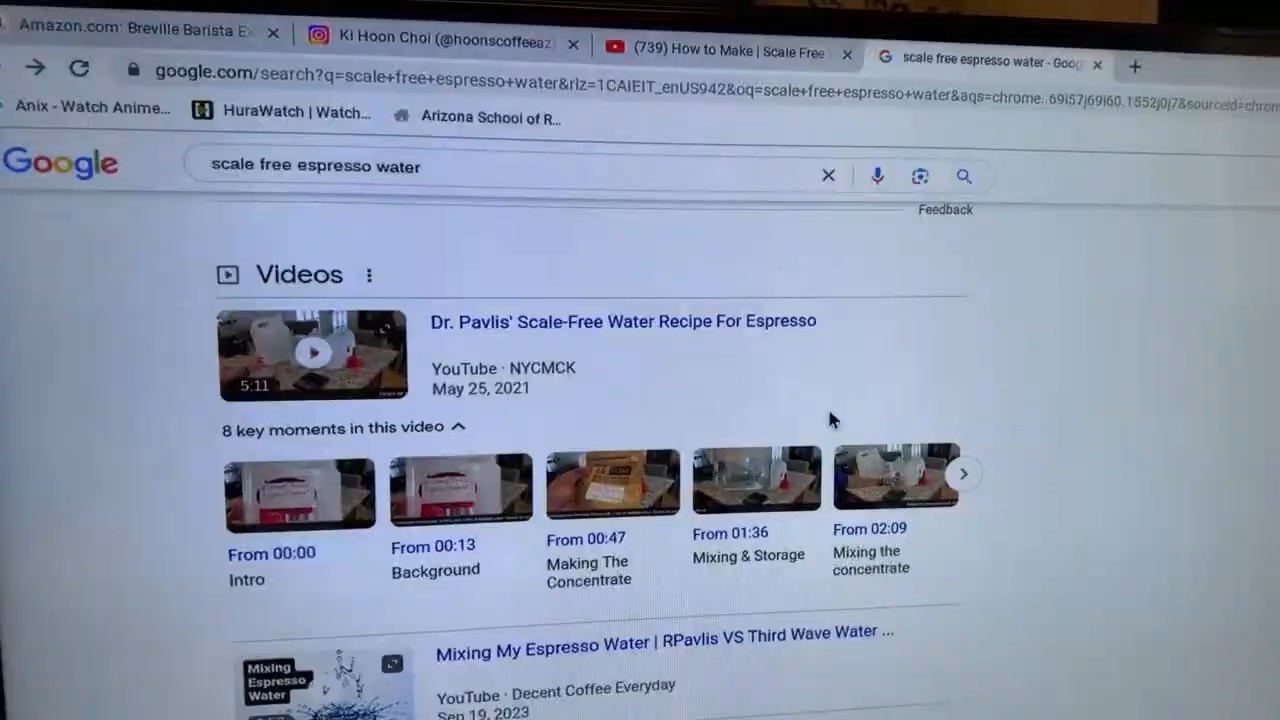 Amazon.com: Breville Barista Ex
Ki Hoon Choi (@hoonscoffeeaz
(739) How to Make | Scale Free
scale free espresso water - Goog
google.com/search?q=scale+free+espresso+water&rlz=1CAIEIT_enUS942&oq=scale+free+espresso+water&aqs=chrome..69i57j69i60.1552j0j7&sourceid=chrom
Anix - Watch Anime...
HuraWatch | Watch...
Arizona School of R...
Google
scale free espresso water
Feedback
Videos
Dr. Pavlis' Scale-Free Water Recipe For Espresso
YouTube · NYCMCK
May 25, 2021
5:11
8 key moments in this video
From 00:00
Intro
From 00:13
Background
From 00:47
Making The
Concentrate
From 01:36
Mixing & Storage
From 02:09
Mixing the
concentrate
Mixing My Espresso Water | RPavlis VS Third Wave Water ...
Mixing
Espresso
Water
YouTube · Decent Coffee Everyday
Sep 19, 2023